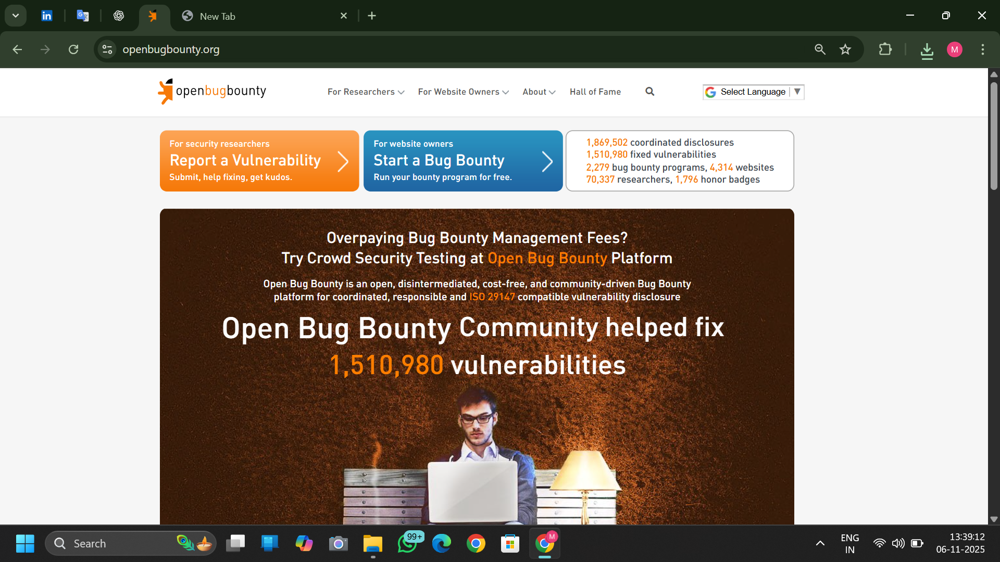 New Tab
openbugbounty.org
M
openbugbounty
For Researchers
For Website Owners
About
Hall of Fame
Select Language ▼
For security researchers
Report a Vulnerability
Submit, help fixing, get kudos.
For website owners
Start a Bug Bounty
Run your bounty program for free.
1,869,502 coordinated disclosures
1,510,980 fixed vulnerabilities
2,279 bug bounty programs, 4,314 websites
70,337 researchers, 1,796 honor badges
Overpaying Bug Bounty Management Fees?
Try Crowd Security Testing at Open Bug Bounty Platform
Open Bug Bounty is an open, disintermediated, cost-free, and community-driven Bug Bounty
platform for coordinated, responsible and ISO 29147 compatible vulnerability disclosure
Open Bug Bounty Community helped fix
1,510,980 vulnerabilities
Search
99+
M
ENG
IN
13:39:12
06-11-2025